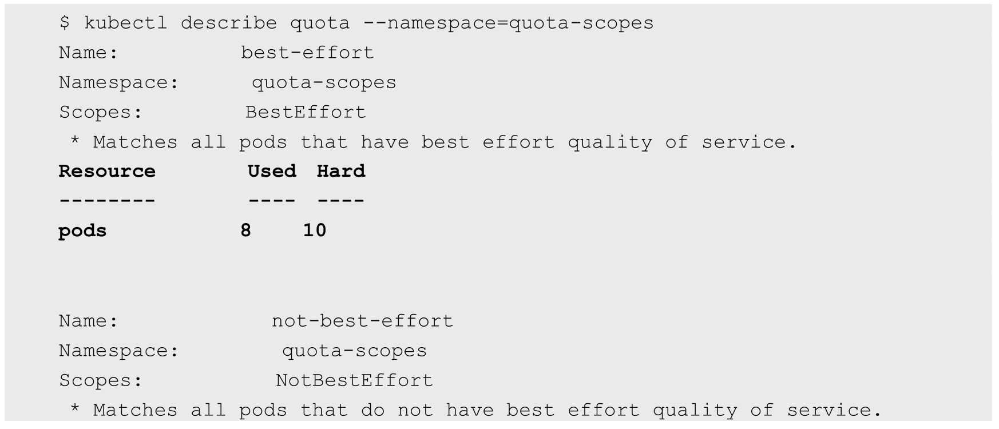 $ kubectl describe quota --namespace=quota-scopes
Name: best-effort
Namespace: quota-scopes
Scopes: BestEffort
* Matches all pods that have best effort quality of service.
Resource Used Hard
-------- ---- ----
pods 8 10
Name: not-best-effort
Namespace: quota-scopes
Scopes: NotBestEffort
* Matches all pods that do not have best effort quality of service.